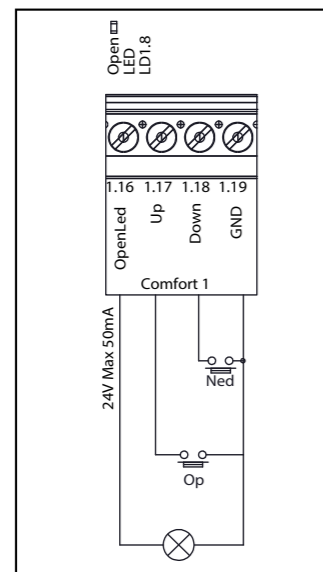 Open
LED
LD1.8
1.16 1.17 1.18 1.19
OpenLed
Up
Down
GND
Comfort 1
24V Max 50mA
Ned
Op